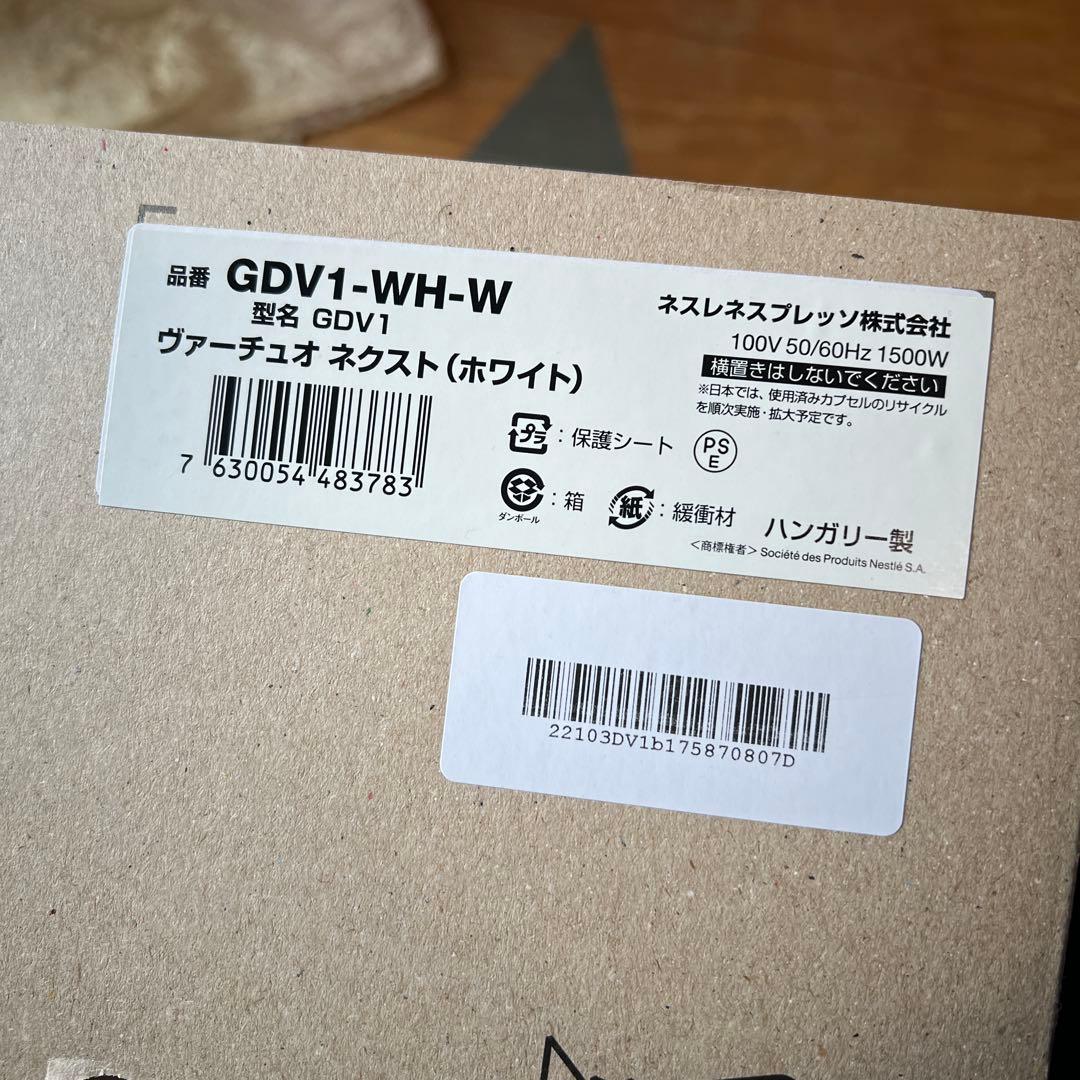 品番 GDV1-WH-W
型名 GDV1
ヴァーチュオ ネクスト(ホワイト)
7 630054 483783
ネスレネスプレッソ株式会社
100V 50/60Hz 1500W
横置きはしないでください
※日本では、使用済みカプセルのリサイクル
を順次実施・拡大予定です。
プラ:保護シート
PS
E
ダンボール:箱
紙:緩衝材
ハンガリー製
<商標権者> Société des Produits Nestlé S.A.
22103DV1b175870807D